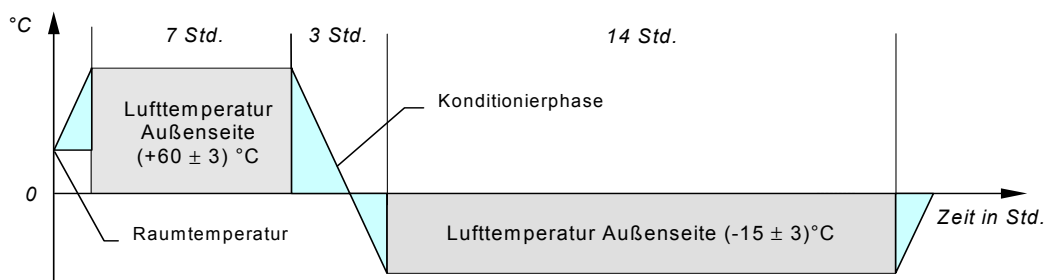 °C
7 Std.
3 Std.
14 Std.
Lufttemperatur
Außenseite
(+60 ± 3) °C
Konditionierphase
0
Zeit in Std.
Raumtemperatur
Lufttemperatur Außenseite (-15 ± 3)°C